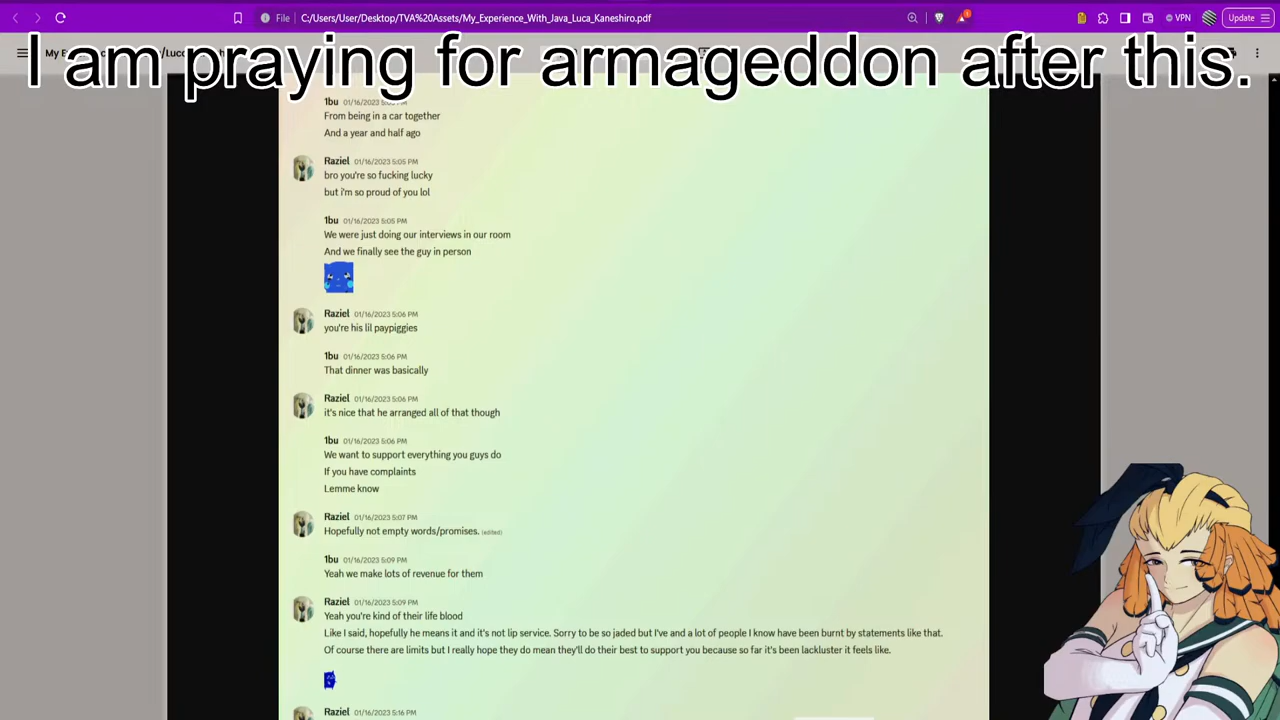 File C:/Users/User/Desktop/TVA%20Assets/My_Experience_With_Java_Luca_Kaneshiro.pdf
VPN
Update
I am praying for armageddon after this.
1bu 01/16/2023
From being in a car together
And a year and half ago
Raziel 01/16/2023 5:05 PM
bro you're so fucking lucky
but i'm so proud of you lol
1bu 01/16/2023 5:05 PM
We were just doing our interviews in our room
And we finally see the guy in person
Raziel 01/16/2023 5:06 PM
you're his lil paypiggies
1bu 01/16/2023 5:06 PM
That dinner was basically
Raziel 01/16/2023 5:06 PM
it's nice that he arranged all of that though
1bu 01/16/2023 5:06 PM
We want to support everything you guys do
If you have complaints
Lemme know
Raziel 01/16/2023 5:07 PM
Hopefully not empty words/promises. (edited)
1bu 01/16/2023 5:09 PM
Yeah we make lots of revenue for them
Raziel 01/16/2023 5:09 PM
Yeah you're kind of their life blood
Like I said, hopefully he means it and it's not lip service. Sorry to be so jaded but I've and a lot of people I know have been burnt by statements like that.
Of course there are limits but I really hope they do mean they'll do their best to support you because so far it's been lackluster it feels like.
Raziel 01/16/2023 5:16 PM